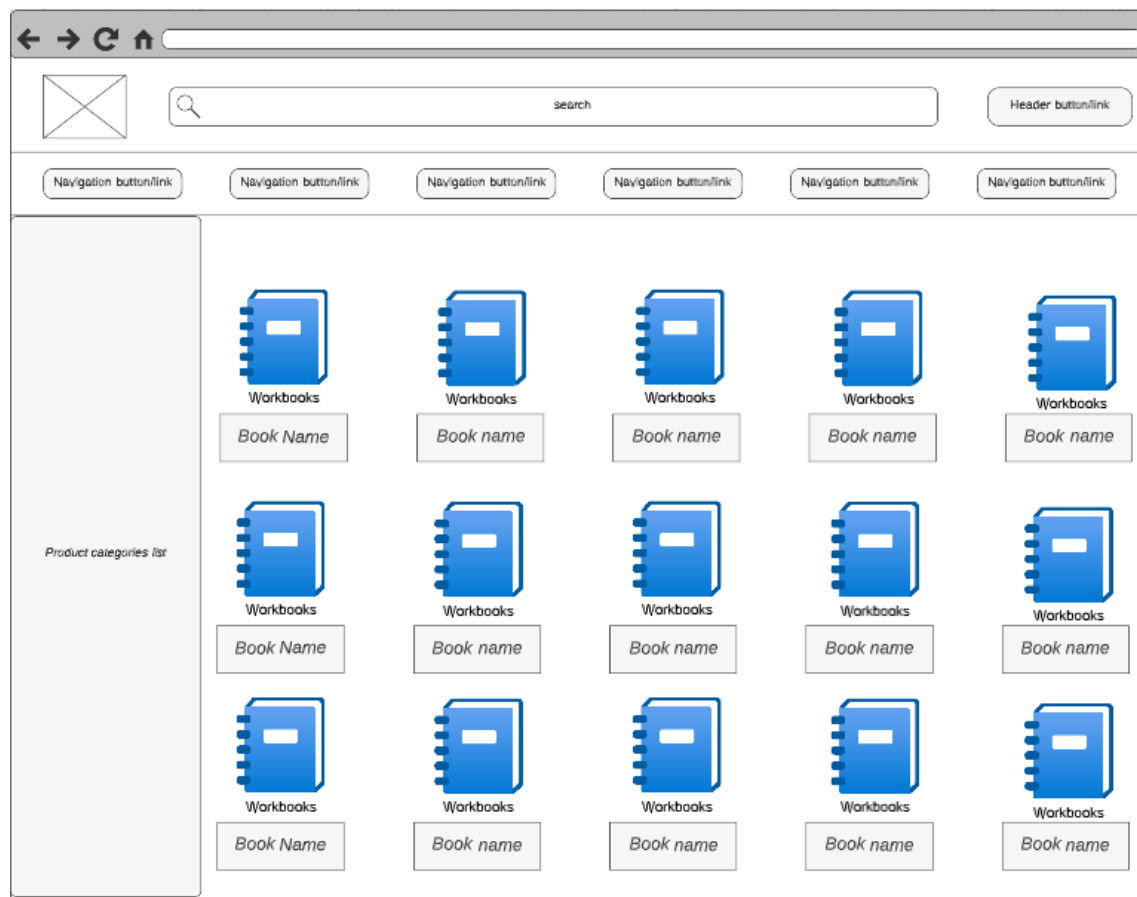 search
Header button/link
Navigation button/link
Navigation button/link
Navigation button/link
Navigation button/link
Navigation button/link
Navigation button/link
Product categories list
Workbooks
Workbooks
Workbooks
Workbooks
Workbooks
Book Name
Book name
Book name
Book name
Book name
Workbooks
Workbooks
Workbooks
Workbooks
Workbooks
Book Name
Book name
Book name
Book name
Book name
Workbooks
Workbooks
Workbooks
Workbooks
Workbooks
Book Name
Book name
Book name
Book name
Book name